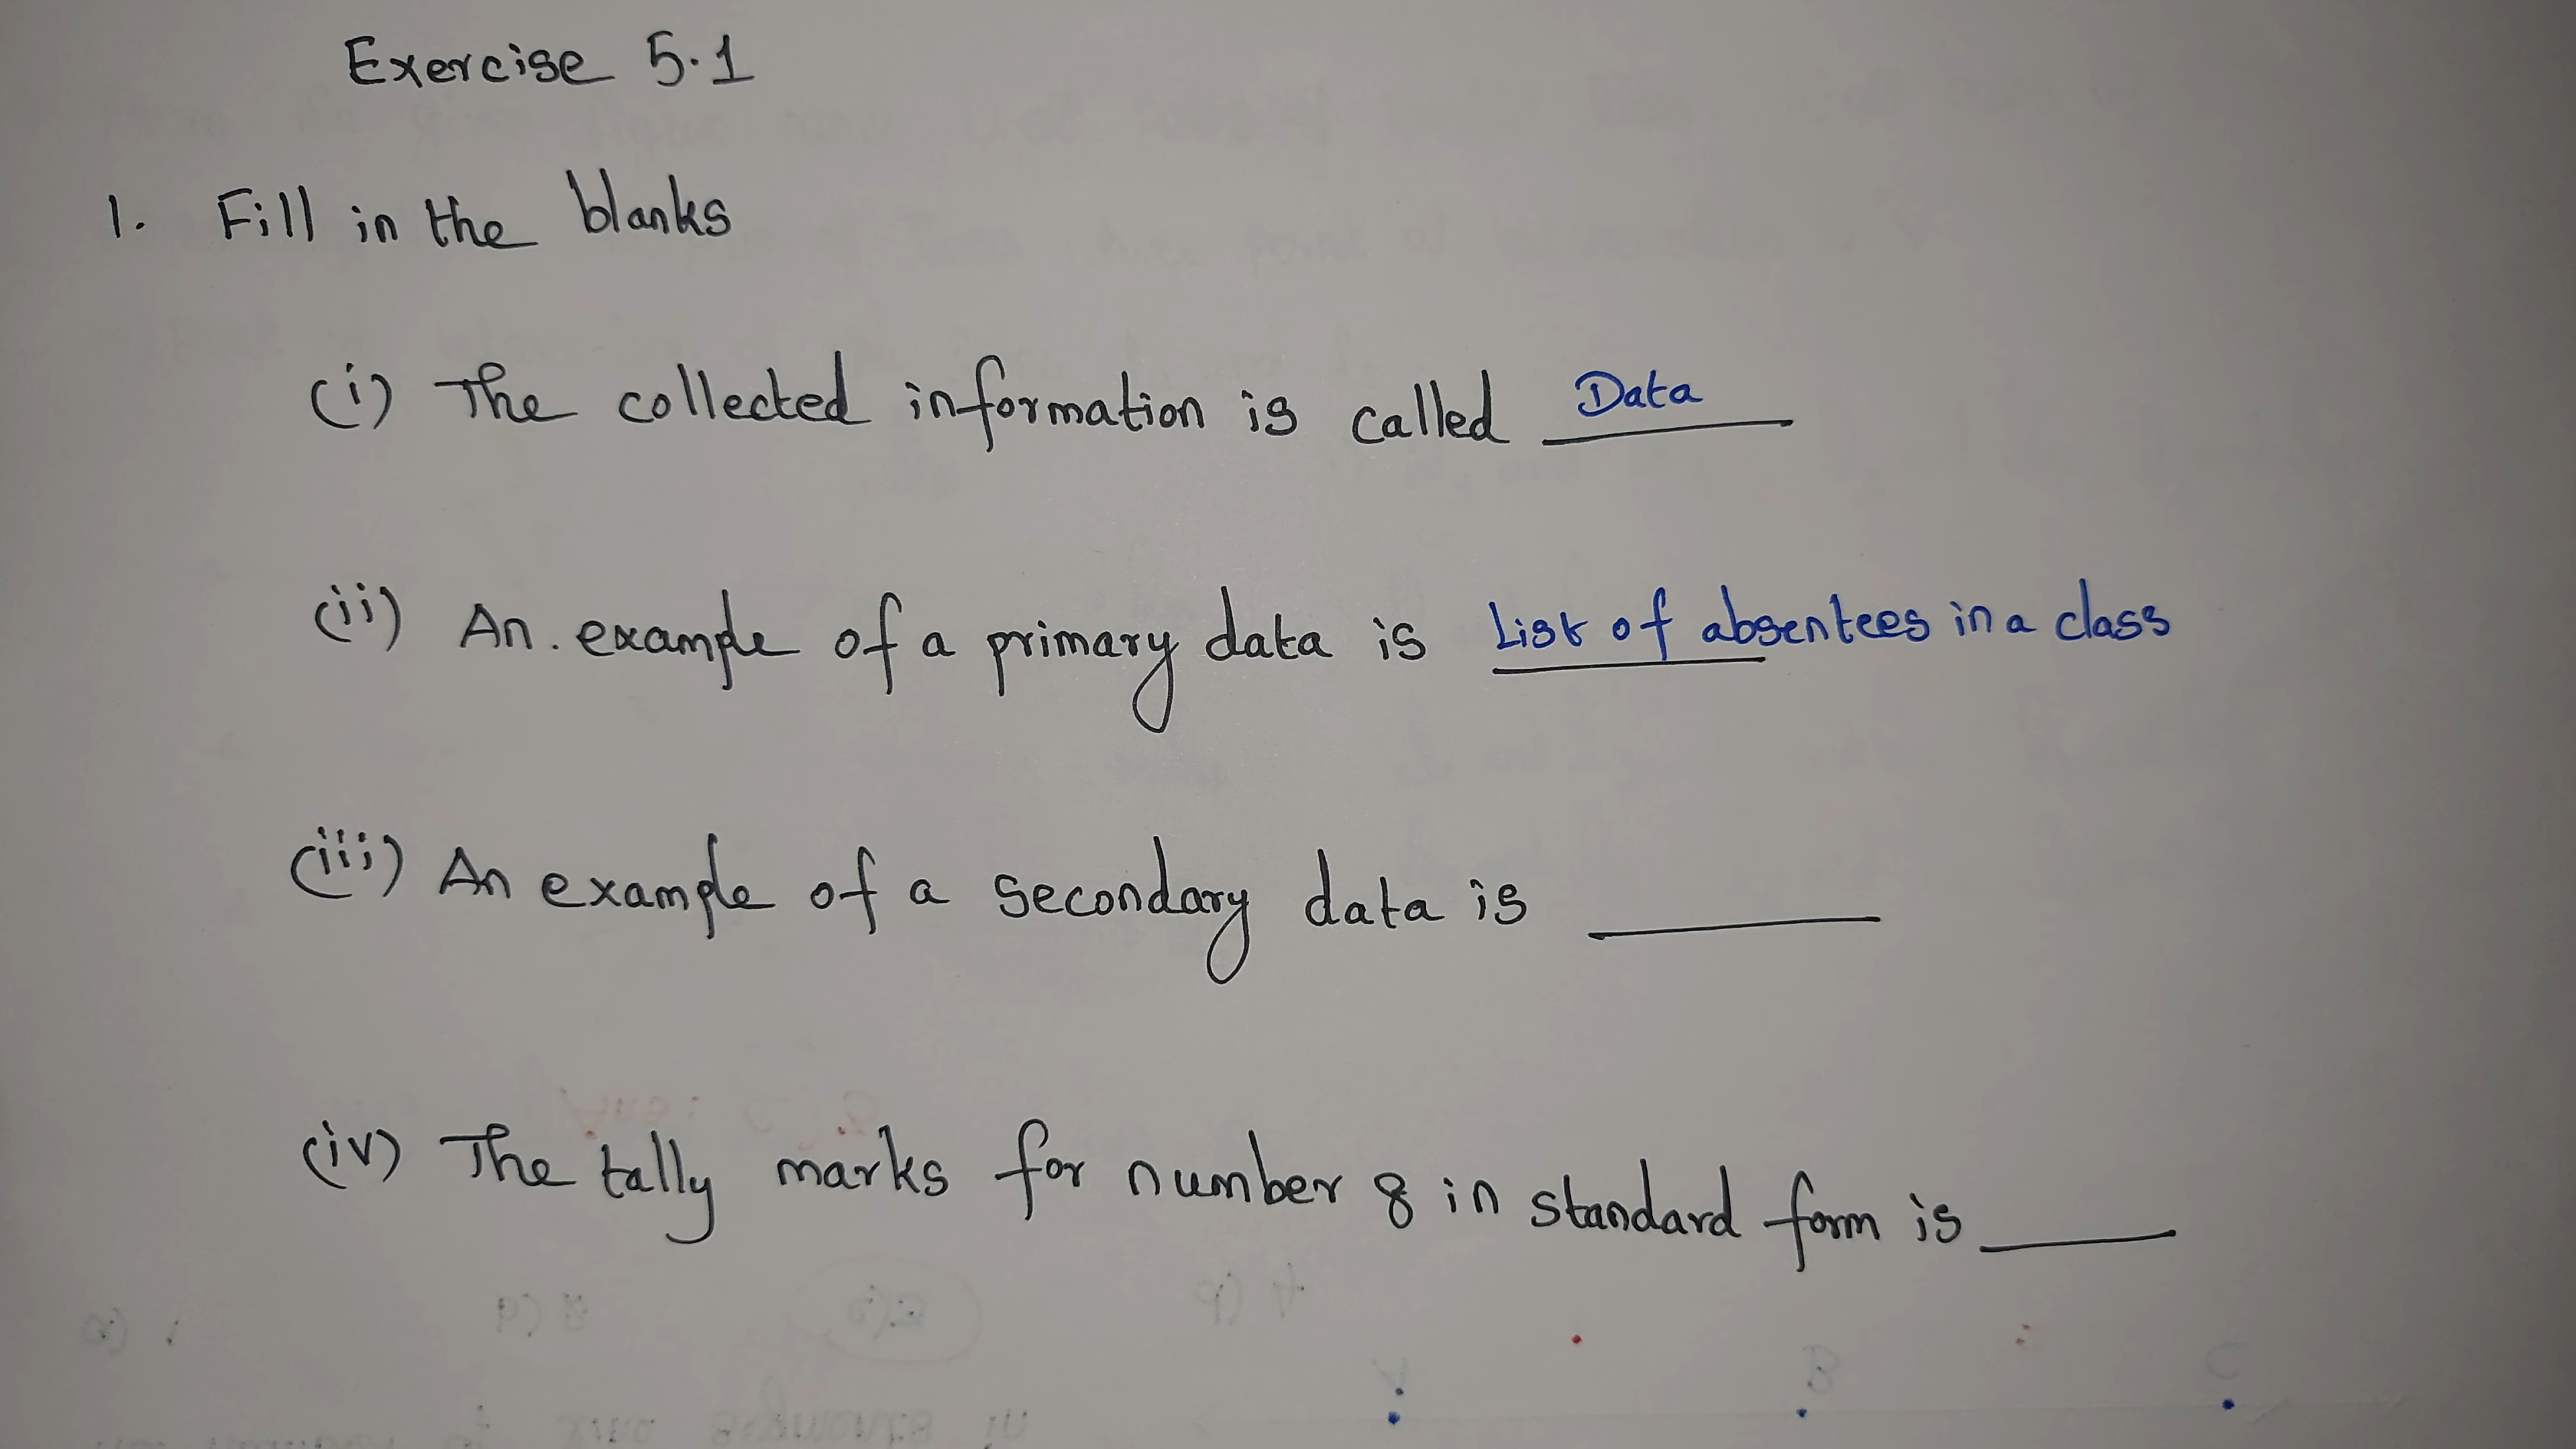 Exercise 5.1
1. Fill in the blanks
(i) The collected information is called Data
(ii) An. example of a primary data is List of absentees in a class
(iii) An example of a secondary data is ______
(iv) The tally marks for number 8 in standard form is ______